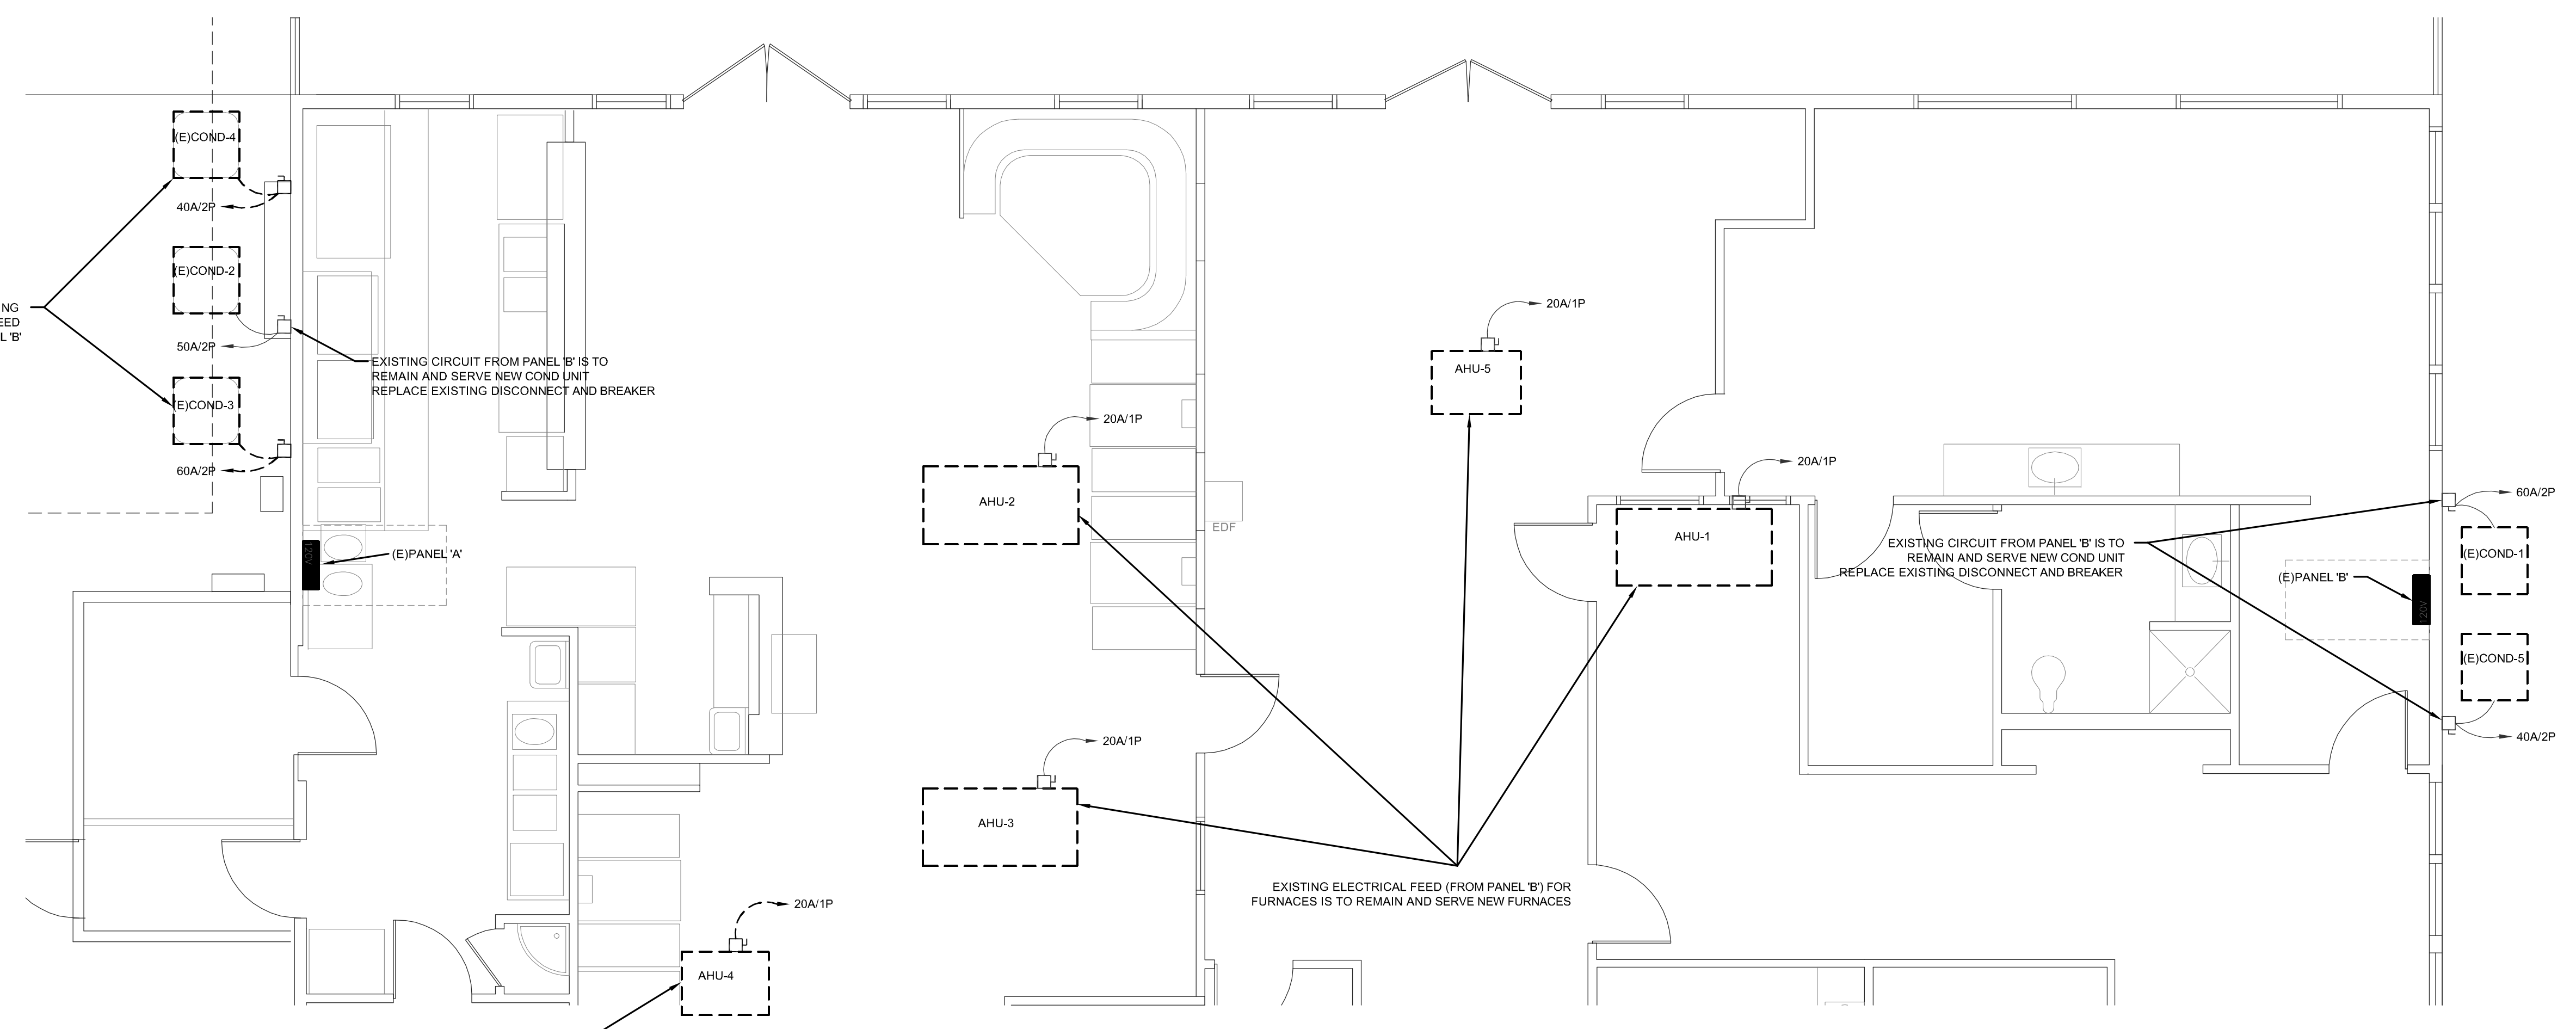 (E)COND-4
40A/2P
(E)COND-2
NG
EED
L 'B'
50A/2P
EXISTING CIRCUIT FROM PANEL 'B' IS TO
REMAIN AND SERVE NEW COND UNIT
REPLACE EXISTING DISCONNECT AND BREAKER
(E)COND-3
60A/2P
120V
(E)PANEL 'A'
20A/1P
AHU-5
20A/1P
AHU-2
EDF
20A/1P
AHU-1
60A/2P
EXISTING CIRCUIT FROM PANEL 'B' IS TO
REMAIN AND SERVE NEW COND UNIT
REPLACE EXISTING DISCONNECT AND BREAKER
(E)COND-1
(E)PANEL 'B'
120V
(E)COND-5
40A/2P
20A/1P
AHU-3
EXISTING ELECTRICAL FEED (FROM PANEL 'B') FOR
FURNACES IS TO REMAIN AND SERVE NEW FURNACES
20A/1P
AHU-4